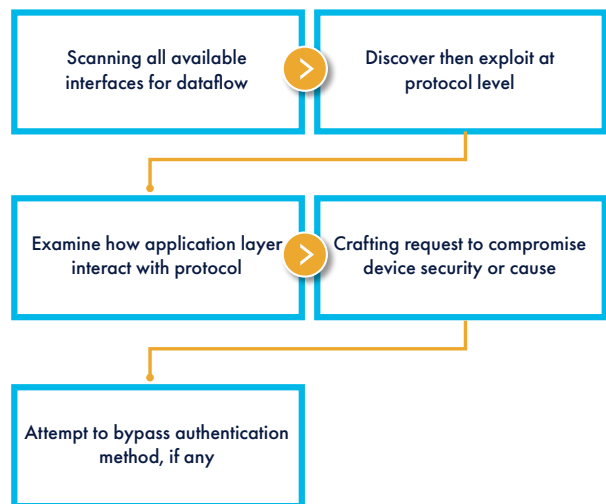 Scanning all available
interfaces for dataflow
Discover then exploit at
protocol level
Examine how application layer
interact with protocol
Crafting request to compromise
device security or cause
Attempt to bypass authentication
method, if any